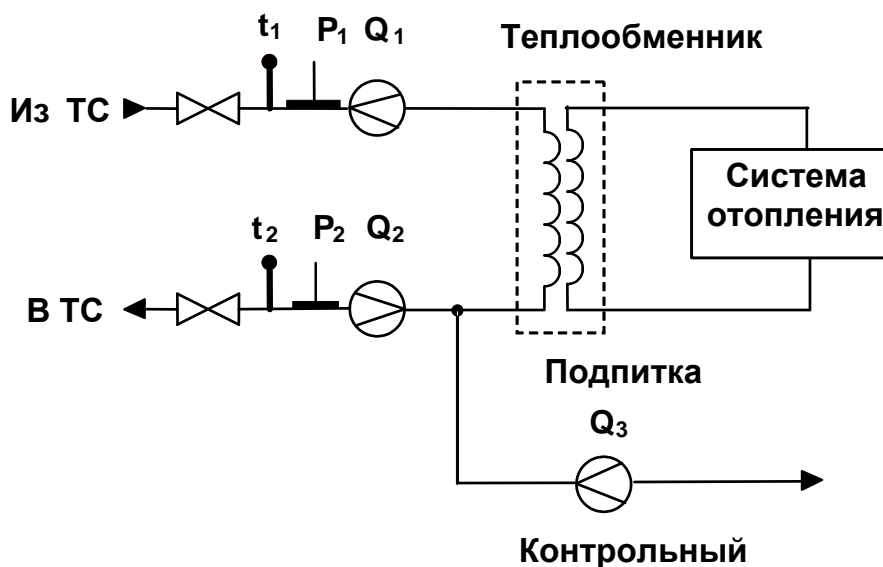 t₁ P₁ Q₁
Теплообменник
Из ТС
Система
отопления
t₂ P₂ Q₂
В ТС
Подпитка
Q₃
Контрольный